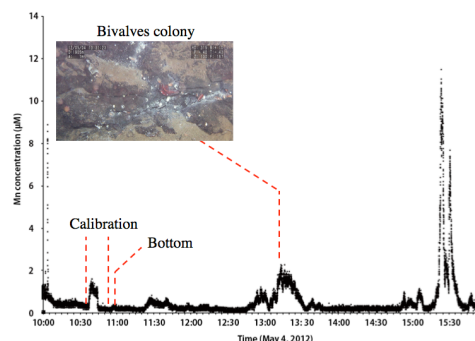 Bivalves colony
14
12
10
8
6
4
2
0
Mn concentration (µM)
Calibration
Bottom
10:00 10:30 11:00 11:30 12:00 12:30 13:00 13:30 14:00 14:30 15:00 15:30
Time (May 4, 2012)